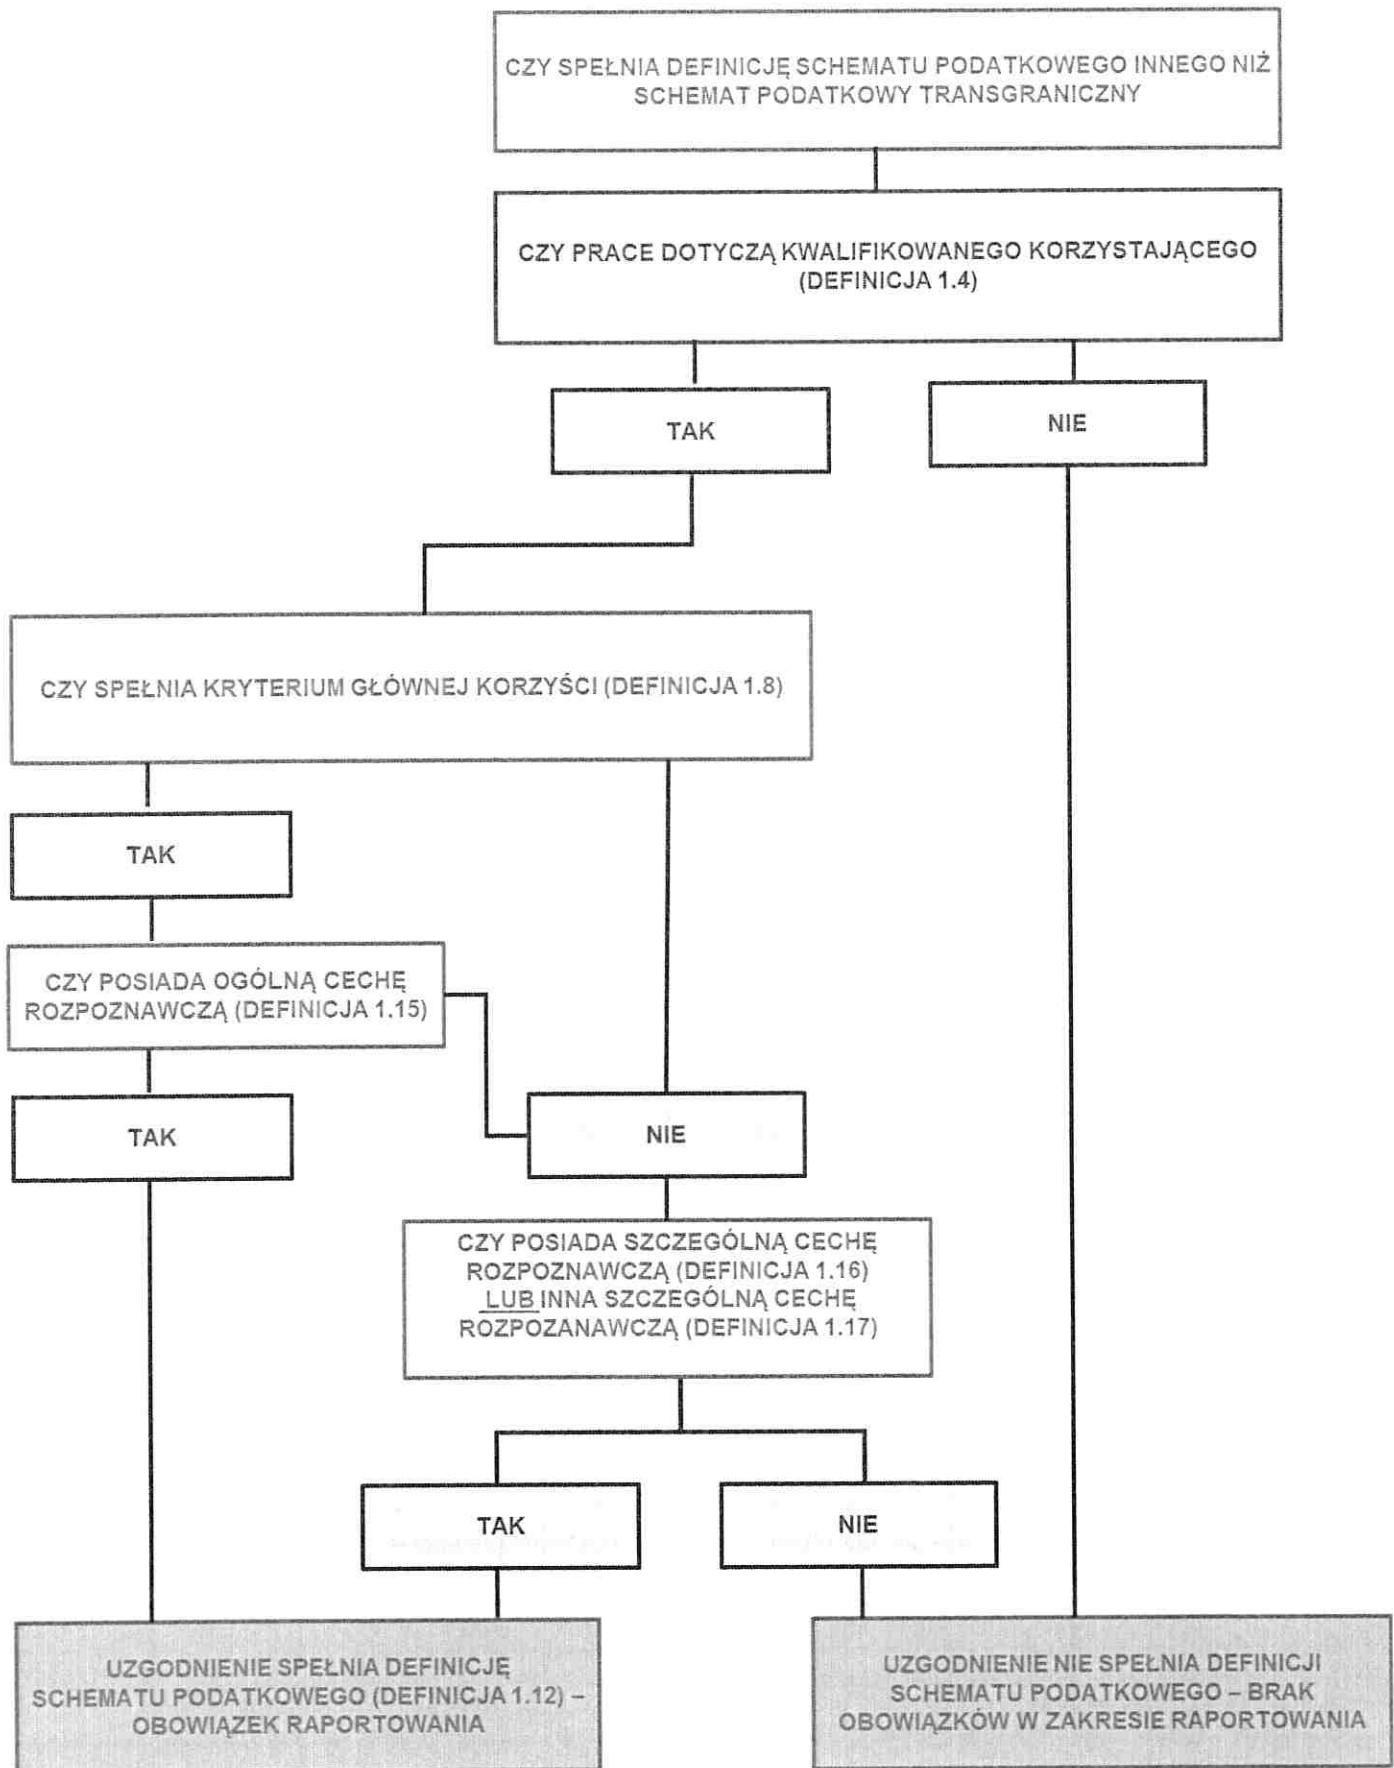 CZY SPEŁNIA DEFINICJĘ SCHEMATU PODATKOWEGO INNEGO NIŻ
SCHEMAT PODATKOWY TRANSGRANICZNY
CZY PRACE DOTYCZĄ KWALIFIKOWANEGO KORZYSTAJĄCEGO
(DEFINICJA 1.4)
TAK
NIE
CZY SPEŁNIA KRYTERIUM GŁÓWNEJ KORZYŚCI (DEFINICJA 1.8)
TAK
CZY POSIADA OGÓLNĄ CECHĘ
ROZPOZNAWCZĄ (DEFINICJA 1.15)
TAK
NIE
CZY POSIADA SZCZEGÓLNĄ CECHĘ
ROZPOZNAWCZĄ (DEFINICJA 1.16)
LUB INNA SZCZEGÓLNĄ CECHĘ
ROZPOZANAWCZĄ (DEFINICJA 1.17)
TAK
NIE
UZGODNIENIE SPEŁNIA DEFINICJĘ
SCHEMATU PODATKOWEGO (DEFINICJA 1.12) –
OBOWIĄZEK RAPORTOWANIA
UZGODNIENIE NIE SPEŁNIA DEFINICJI
SCHEMATU PODATKOWEGO – BRAK
OBOWIĄZKÓW W ZAKRESIE RAPORTOWANIA